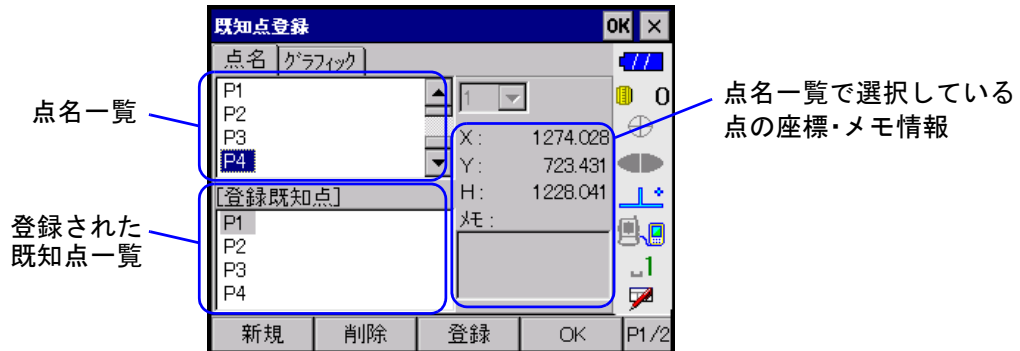 既知点登録 OK ×
点名 グラフィック
P1
P2
P3
P4
1
0
X : 1274.028
Y : 723.431
H : 1228.041
メモ :
[登録既知点]
P1
P2
P3
P4
1
新規 削除 登録 OK P1/2
点名一覧
登録された
既知点一覧
点名一覧で選択している
点の座標・メモ情報